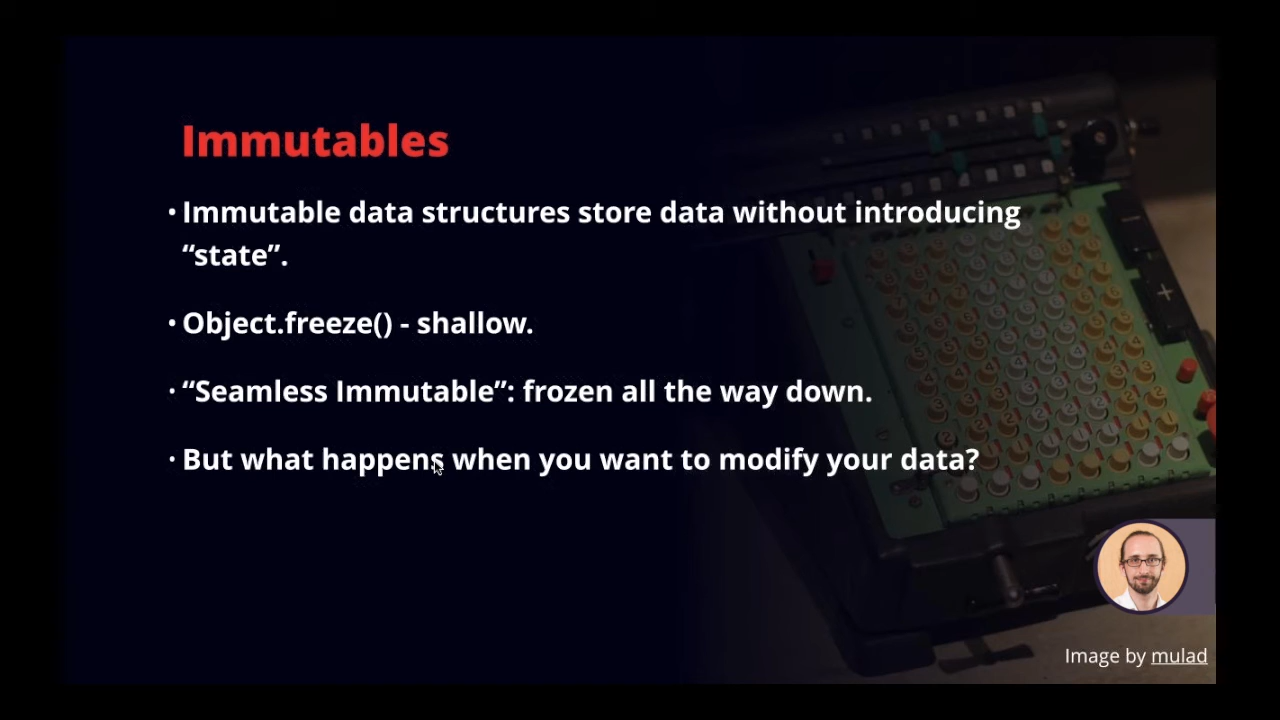 Immutables
• Immutable data structures store data without introducing
“state”.
• Object.freeze() - shallow.
• “Seamless Immutable”: frozen all the way down.
• But what happens when you want to modify your data?
Image by mulad